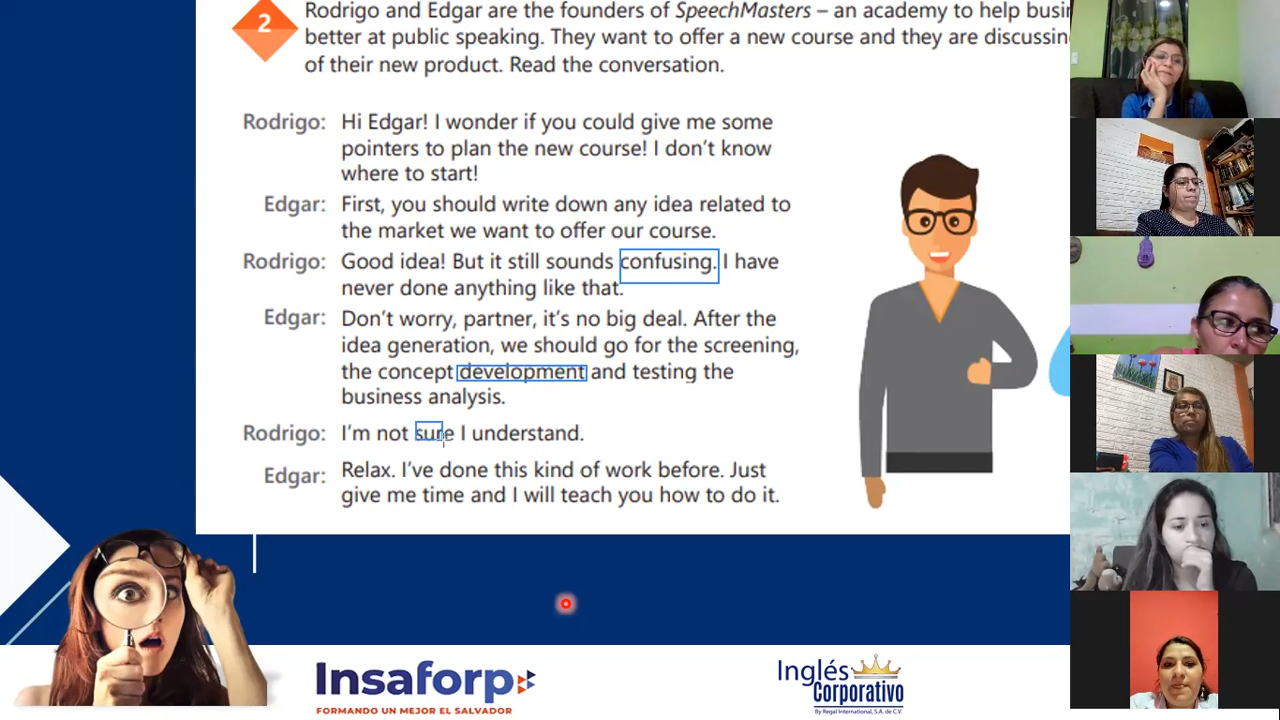 2
Rodrigo and Edgar are the founders of SpeechMasters – an academy to help
better at public speaking. They want to offer a new course and they are
of their new product. Read the conversation.
Rodrigo: Hi Edgar! I wonder if you could give me some
pointers to plan the new course! I don't know
where to start!
Edgar: First, you should write down any idea related to
the market we want to offer our course.
Rodrigo: Good idea! But it still sounds confusing. I have
never done anything like that.
Edgar: Don't worry, partner, it's no big deal. After the
idea generation, we should go for the screening,
the concept development and testing the
business analysis.
Rodrigo: I'm not sure I understand.
Edgar: Relax. I've done this kind of work before. Just
give me time and I will teach you how to do it.
Insaforp
FORMANDO UN MEJOR EL SALVADOR
Inglés
Corporativo
By Regal International, S.A. de C.V.